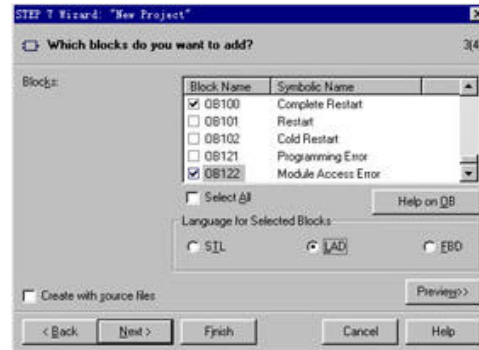 STEP 7 Wizard: "New Project"
Which blocks do you want to add? 3(4
Blocks:
Block Name Symbolic Name
OB100 Complete Restart
OB101 Restart
OB102 Cold Restart
OB121 Programming Error
OB122 Module Access Error
Select All
Help on OB
Language for Selected Blocks
STL LAD FBD
Create with source files
Preview>>
< Back Next > Finish Cancel Help